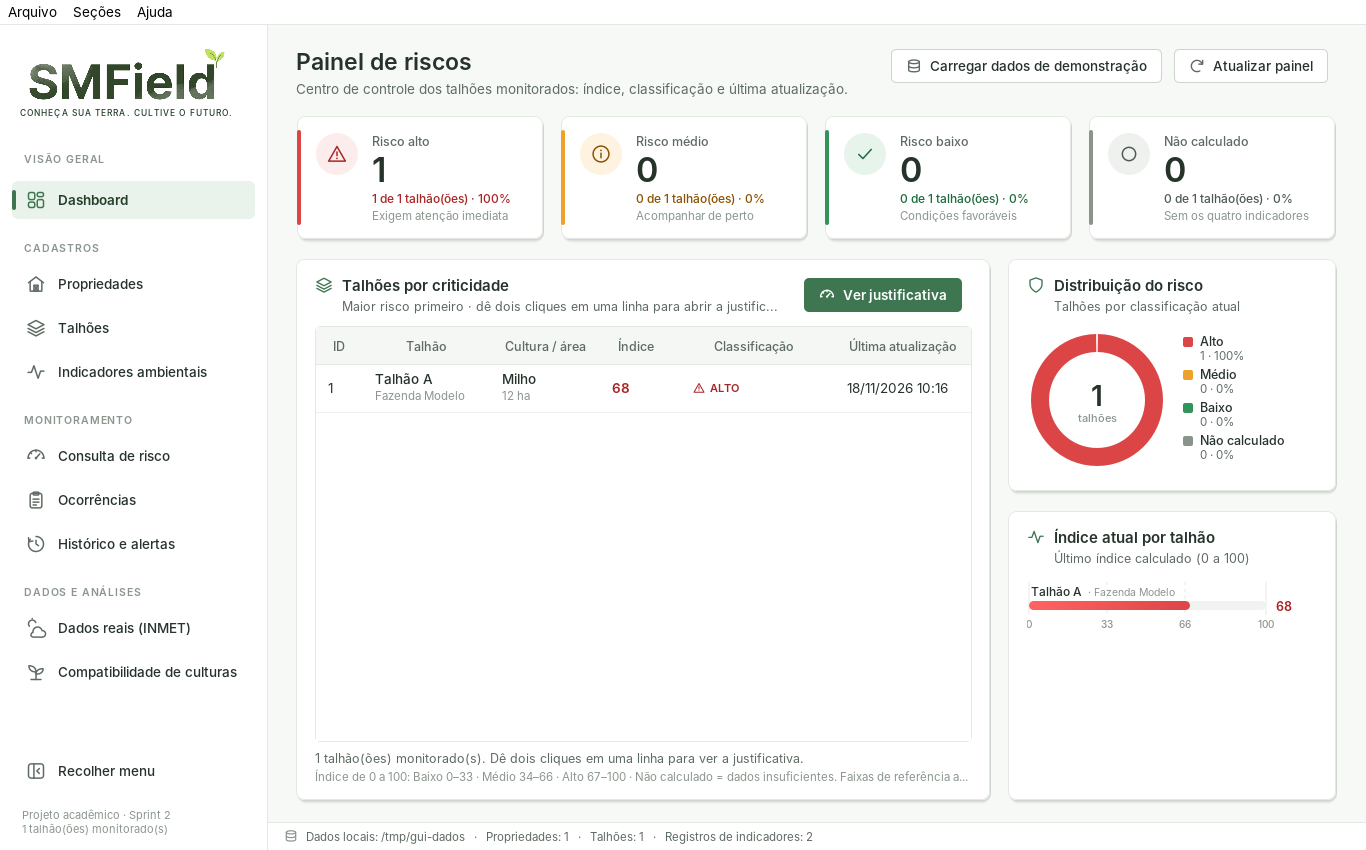 Arquivo Seções Ajuda
SMField
CONHEÇA SUA TERRA. CULTIVE O FUTURO.
VISÃO GERAL
Dashboard
CADASTROS
Propriedades
Talhões
Indicadores ambientais
MONITORAMENTO
Consulta de risco
Ocorrências
Histórico e alertas
DADOS E ANÁLISES
Dados reais (INMET)
Compatibilidade de culturas
Recolher menu
Projeto acadêmico · Sprint 2
1 talhão(ões) monitorado(s)
Painel de riscos
Centro de controle dos talhões monitorados: índice, classificação e última atualização.
Carregar dados de demonstração
Atualizar painel
Risco alto
1
1 de 1 talhão(ões) · 100%
Exigem atenção imediata
Risco médio
0
0 de 1 talhão(ões) · 0%
Acompanhar de perto
Risco baixo
0
0 de 1 talhão(ões) · 0%
Condições favoráveis
Não calculado
0
0 de 1 talhão(ões) · 0%
Sem os quatro indicadores
Talhões por criticidade
Maior risco primeiro · dê dois cliques em uma linha para abrir a justific...
Ver justificativa
ID Talhão Cultura / área Índice Classificação Última atualização
1 Talhão A Milho 68 ALTO 18/11/2026 10:16
Fazenda Modelo 12 ha
1 talhão(ões) monitorado(s). Dê dois cliques em uma linha para ver a justificativa.
Índice de 0 a 100: Baixo 0–33 · Médio 34–66 · Alto 67–100 · Não calculado = dados insuficientes. Faixas de referência a...
Distribuição do risco
Talhões por classificação atual
1
talhões
Alto
1 · 100%
Médio
0 · 0%
Baixo
0 · 0%
Não calculado
0 · 0%
Índice atual por talhão
Último índice calculado (0 a 100)
Talhão A · Fazenda Modelo
68
0 33 66 100
Dados locais: /tmp/gui-dados · Propriedades: 1 · Talhões: 1 · Registros de indicadores: 2